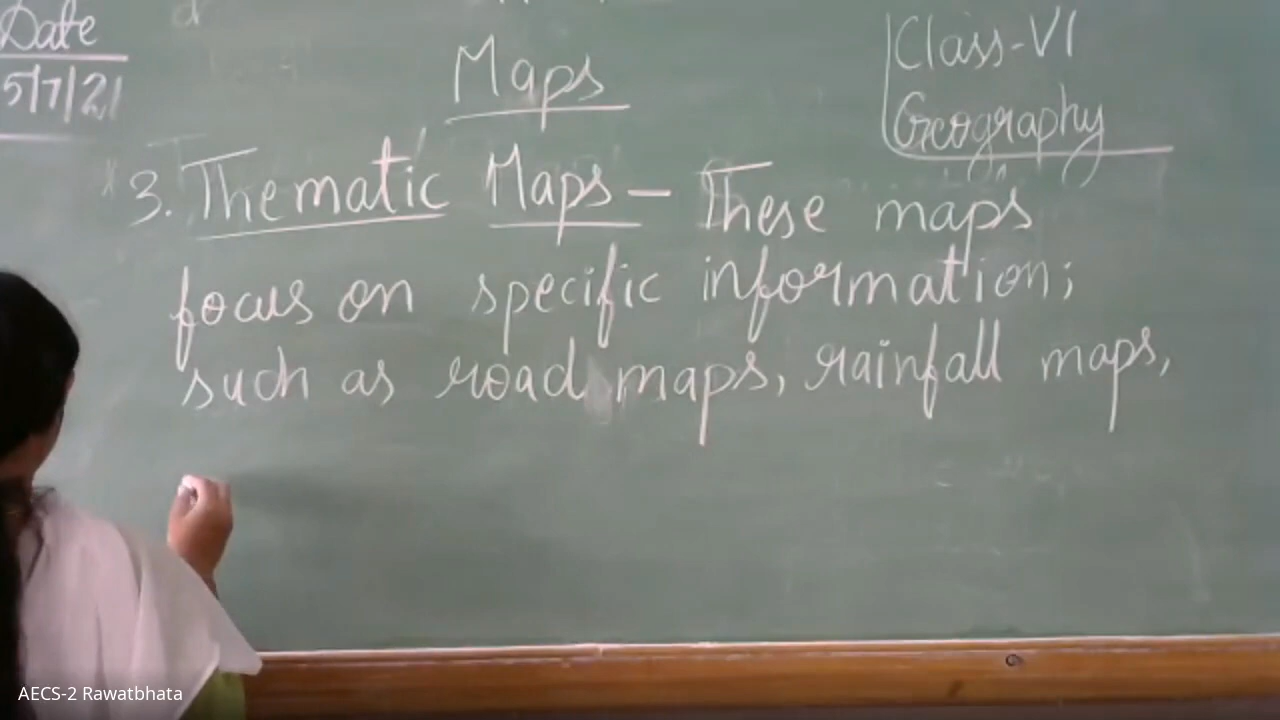 Date
5/7/21
Maps
Class-VI
Geography
3. Thematic Maps - These maps
focus on specific information;
such as road maps, rainfall maps,
AECS-2 Rawatbhata